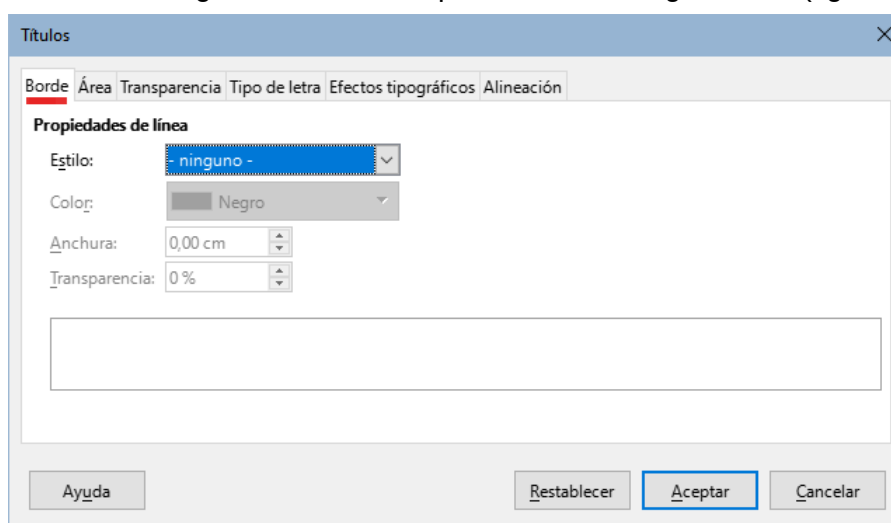 Títulos
Borde Área Transparencia Tipo de letra Efectos tipográficos Alineación
Propiedades de línea
Estilo: - ninguno -
Color: Negro
Anchura: 0,00 cm
Transparencia: 0 %
Ayuda Restablecer Aceptar Cancelar